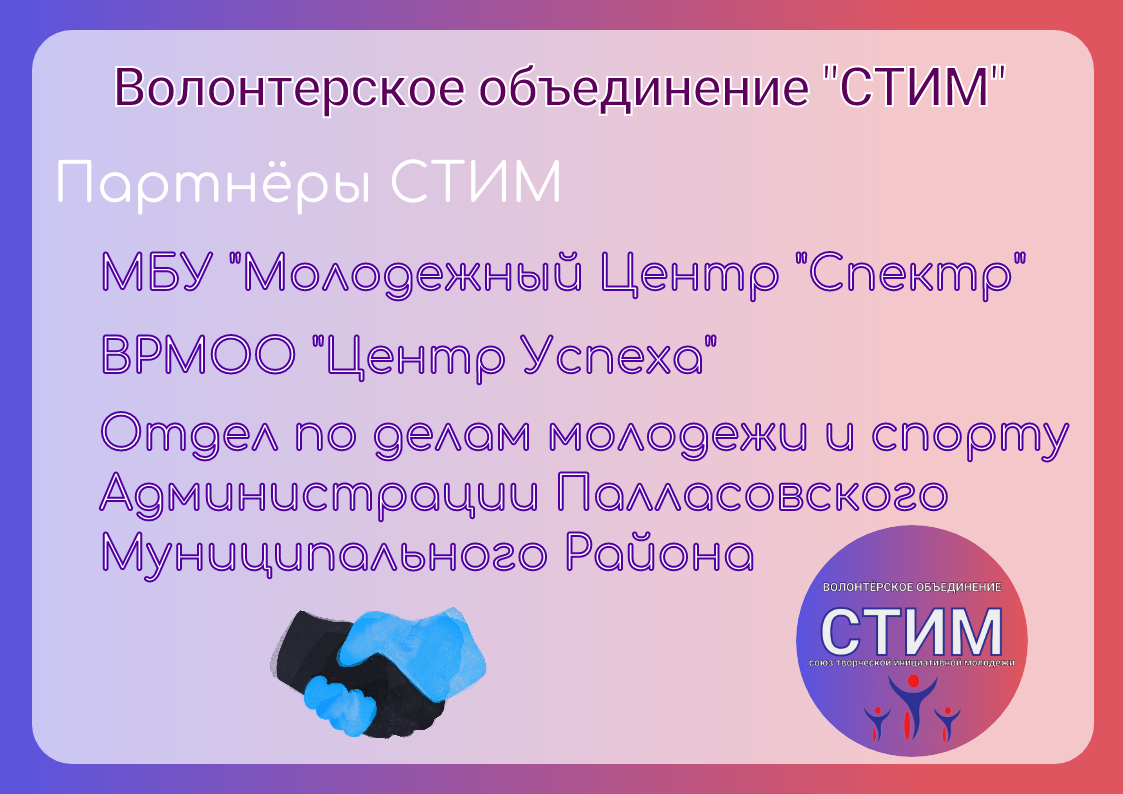 Волонтерское объединение "СТИМ"
Партнёры СТИМ
МБУ "Молодежный Центр "Спектр"
ВРМОО "Центр Успеха"
Отдел по делам молодежи и спорту
Администрации Палласовского
Муниципального Района
ВОЛОНТЁРСКОЕ ОБЪЕДИНЕНИЕ
СТИМ
СОЮЗ ТВОРЧЕСКОЙ ИНИЦИАТИВНОЙ МОЛОДЕЖИ